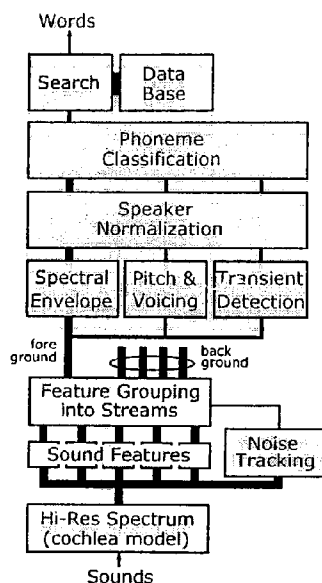 Words
Search
Data
Base
Phoneme
Classification
Speaker
Normalization
Spectral
Envelope
Pitch &
Voicing
Transient
Detection
fore
ground
back
ground
Feature Grouping
into Streams
Sound Features
Noise
Tracking
Hi-Res Spectrum
(cochlea model)
Sounds